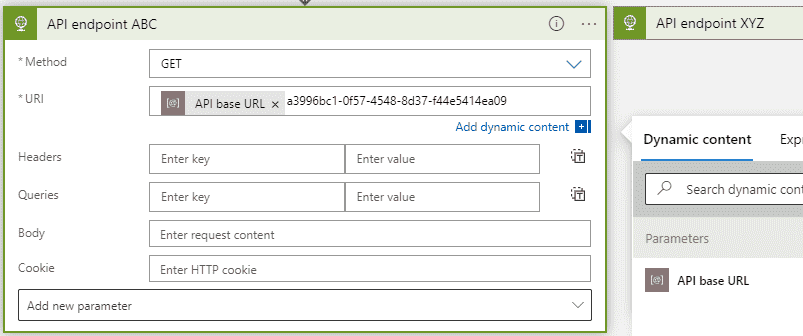 API endpoint ABC
* Method
GET
* URI
[@] API base URL × a3996bc1-0f57-4548-8d37-f44e5414ea09
Add dynamic content
Headers
Enter key
Enter value
Queries
Enter key
Enter value
Body
Enter request content
Cookie
Enter HTTP cookie
Add new parameter
API endpoint XYZ
Dynamic content
Expr
Search dynamic cont
Parameters
[@] API base URL